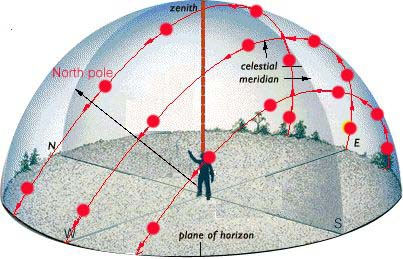 zenith
North pole
celestial
meridian
N
E
W
S
plane of horizon